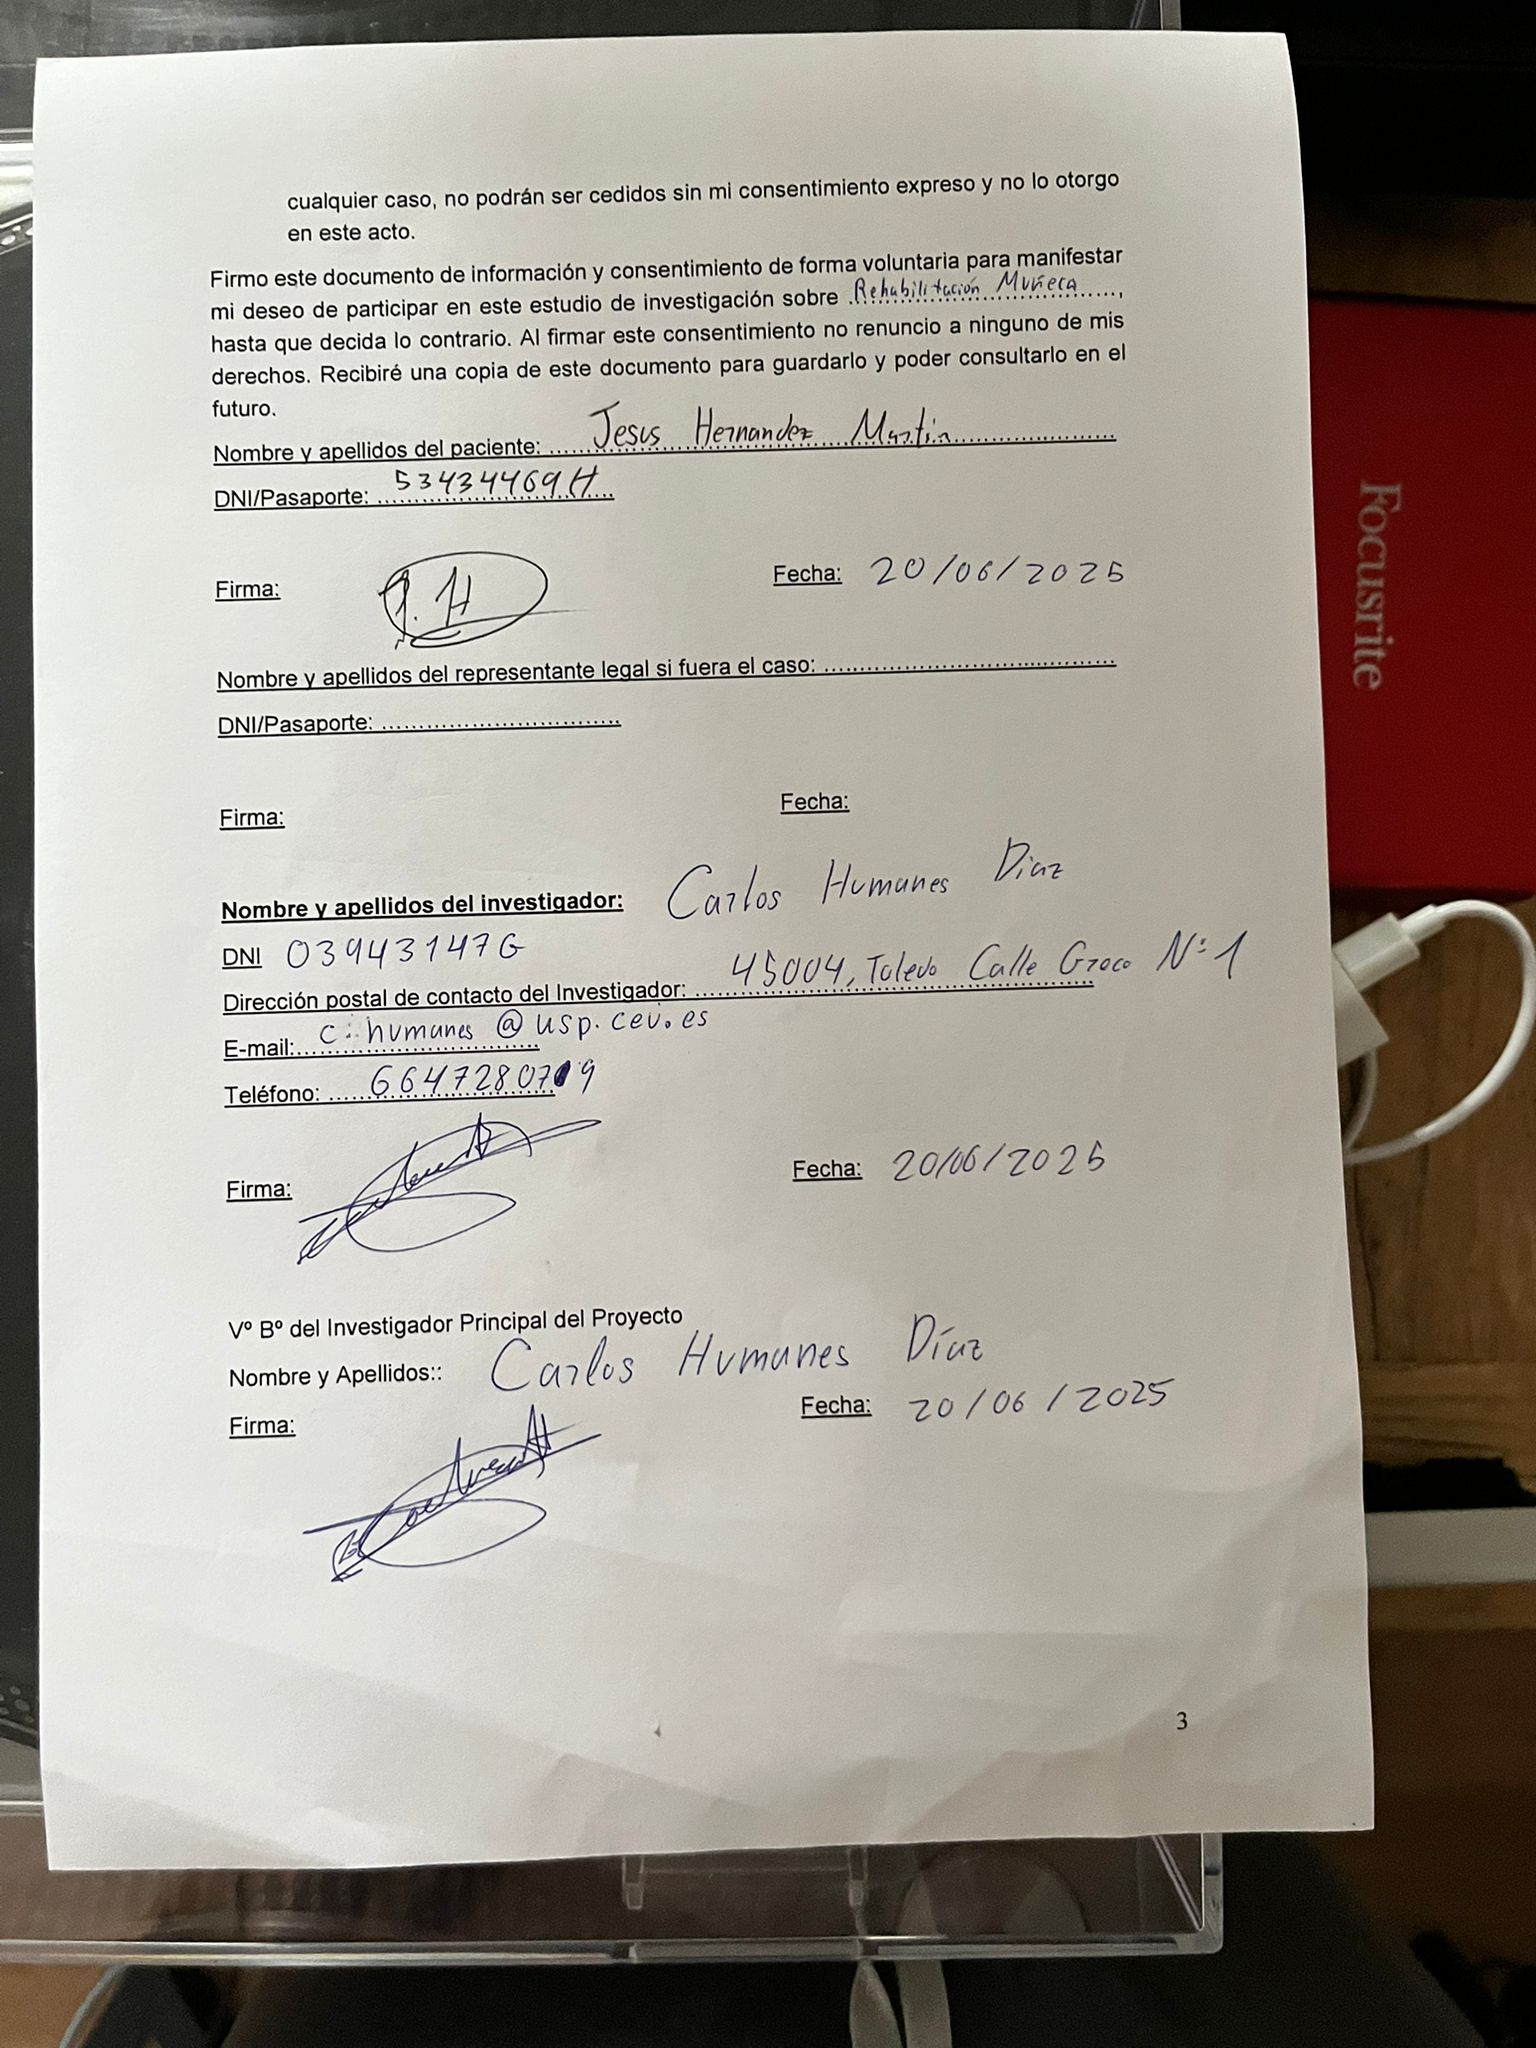 cualquier caso, no podrán ser cedidos sin mi consentimiento expreso y no lo otorgo
en este acto.
Firmo este documento de información y consentimiento de forma voluntaria para manifestar
mi deseo de participar en este estudio de investigación sobre Rehabilitación Muñeca,
hasta que decida lo contrario. Al firmar este consentimiento no renuncio a ninguno de mis
derechos. Recibiré una copia de este documento para guardarlo y poder consultarlo en el
futuro.
Nombre y apellidos del paciente: Jesus Hernandez Martin
DNI/Pasaporte: 53434469H
Firma: J.H Fecha: 20/06/2025
Nombre y apellidos del representante legal si fuera el caso:
DNI/Pasaporte:
Firma: Fecha:
Nombre y apellidos del investigador: Carlos Humanes Diaz
DNI 03943147G
Dirección postal de contacto del Investigador: 45004, Toledo Calle Greco Nº 1
E-mail: c.humanes@usp.ceu.es
Teléfono: 664728079
Firma: Fecha: 20/06/2025
Vº Bº del Investigador Principal del Proyecto
Nombre y Apellidos:: Carlos Humanes Díaz
Firma: Fecha: 20/06/2025
3
Focusrite